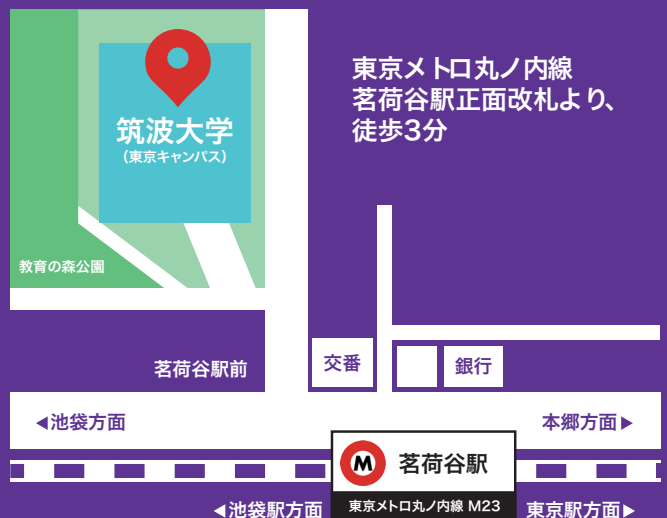 東京メトロ丸ノ内線
茗荷谷駅正面改札より、
徒歩3分
筑波大学
(東京キャンパス)
教育の森公園
茗荷谷駅前
交番
銀行
◀池袋方面
本郷方面▶
M
茗荷谷駅
東京メトロ丸ノ内線 M23
◀池袋駅方面
東京駅方面▶